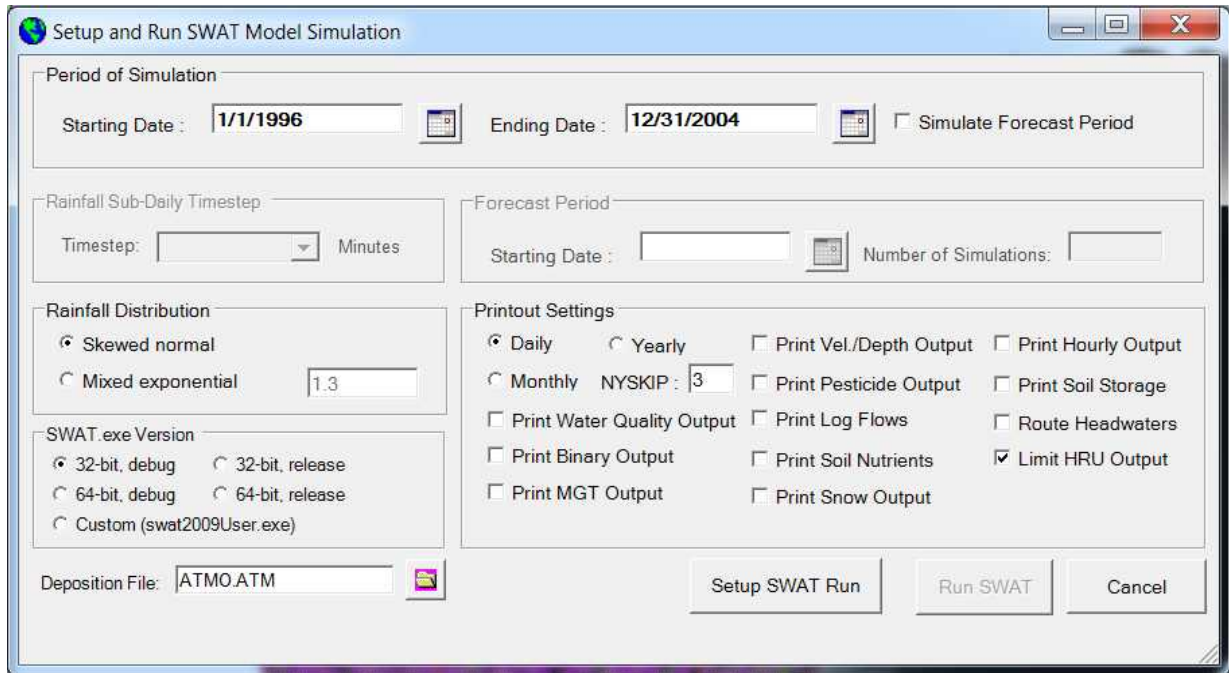 Setup and Run SWAT Model Simulation
Period of Simulation
Starting Date : 1/1/1996 Ending Date : 12/31/2004 Simulate Forecast Period
Rainfall Sub-Daily Timestep
Timestep: Minutes
Forecast Period
Starting Date : Number of Simulations:
Rainfall Distribution
Skewed normal
Mixed exponential 1.3
SWAT.exe Version
32-bit, debug 32-bit, release
64-bit, debug 64-bit, release
Custom (swat2009User.exe)
Printout Settings
Daily Yearly Print Vel./Depth Output Print Hourly Output
Monthly NYSKIP : 3 Print Pesticide Output Print Soil Storage
Print Water Quality Output Print Log Flows Route Headwaters
Print Binary Output Print Soil Nutrients Limit HRU Output
Print MGT Output Print Snow Output
Deposition File: ATMO.ATM
Setup SWAT Run Run SWAT Cancel